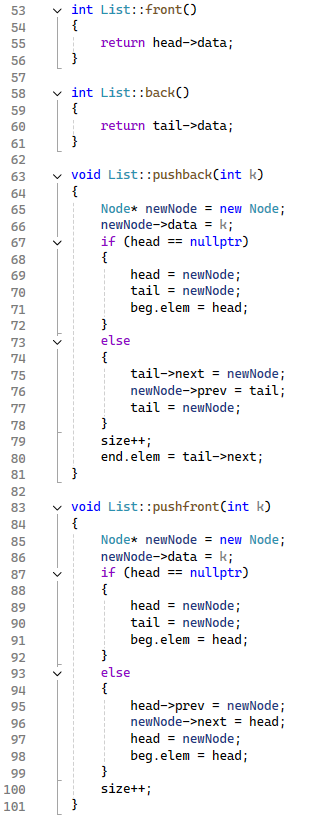 53 int List::front()
54 {
55 return head->data;
56 }
57
58 int List::back()
59 {
60 return tail->data;
61 }
62
63 void List::pushback(int k)
64 {
65 Node* newNode = new Node;
66 newNode->data = k;
67 if (head == nullptr)
68 {
69 head = newNode;
70 tail = newNode;
71 beg.elem = head;
72 }
73 else
74 {
75 tail->next = newNode;
76 newNode->prev = tail;
77 tail = newNode;
78 }
79 size++;
80 end.elem = tail->next;
81 }
82
83 void List::pushfront(int k)
84 {
85 Node* newNode = new Node;
86 newNode->data = k;
87 if (head == nullptr)
88 {
89 head = newNode;
90 tail = newNode;
91 beg.elem = head;
92 }
93 else
94 {
95 head->prev = newNode;
96 newNode->next = head;
97 head = newNode;
98 beg.elem = head;
99 }
100 size++;
101 }